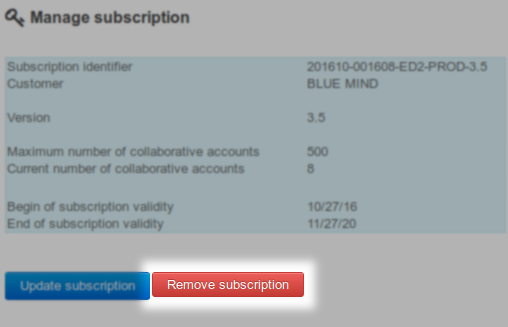 Manage subscription
Subscription identifier 201610-001608-ED2-PROD-3.5
Customer BLUE MIND
Version 3.5
Maximum number of collaborative accounts 500
Current number of collaborative accounts 8
Begin of subscription validity 10/27/16
End of subscription validity 11/27/20
Update subscription Remove subscription